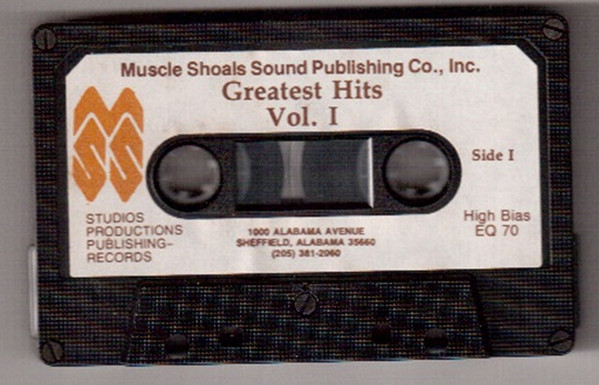 Muscle Shoals Sound Publishing Co., Inc.
Greatest Hits
Vol. I
MSS
Side I
STUDIOS
PRODUCTIONS
PUBLISHING-
RECORDS
High Bias
EQ 70
1000 ALABAMA AVENUE
SHEFFIELD, ALABAMA 35660
(205) 381-2060